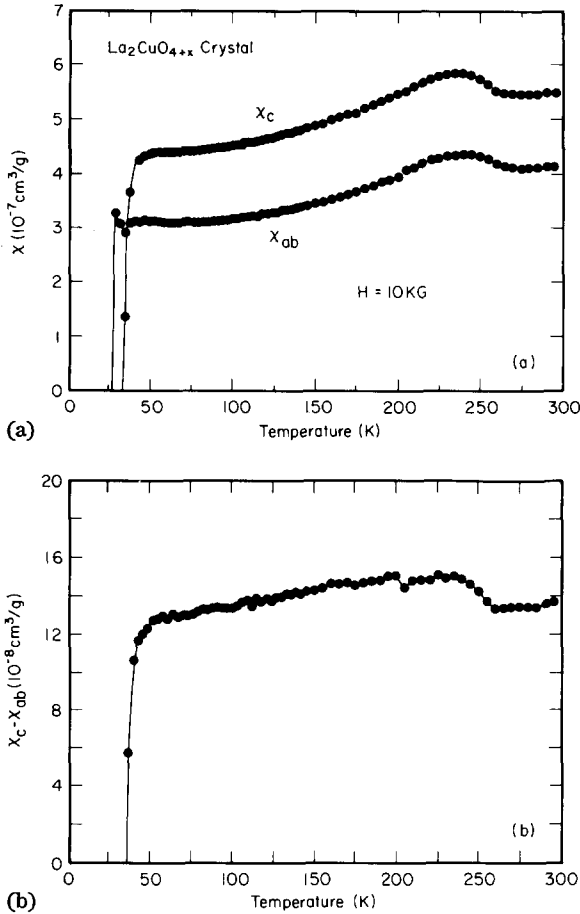 7
6
5
4
3
2
1
0
χ (10⁻⁷cm³/g)
La₂CuO₄₊ₓ Crystal
χc
χab
H = 10KG
(a)
0 50 100 150 200 250 300
(a)
Temperature (K)
20
16
12
8
4
0
χc-χab (10⁻⁸cm³/g)
(b)
0 50 100 150 200 250 300
(b)
Temperature (K)